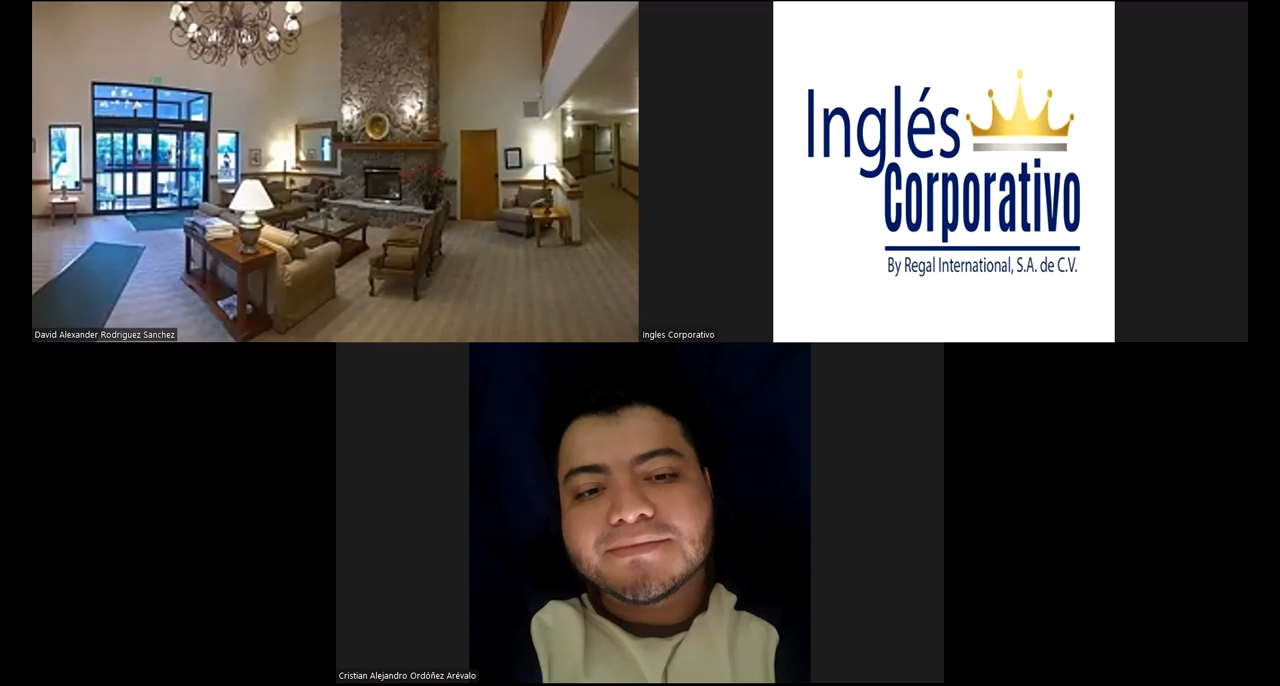 David Alexander Rodriguez Sanchez
Inglés
Corporativo
By Regal International, S.A. de C.V.
Ingles Corporativo
Cristian Alejandro Ordóñez Arévalo